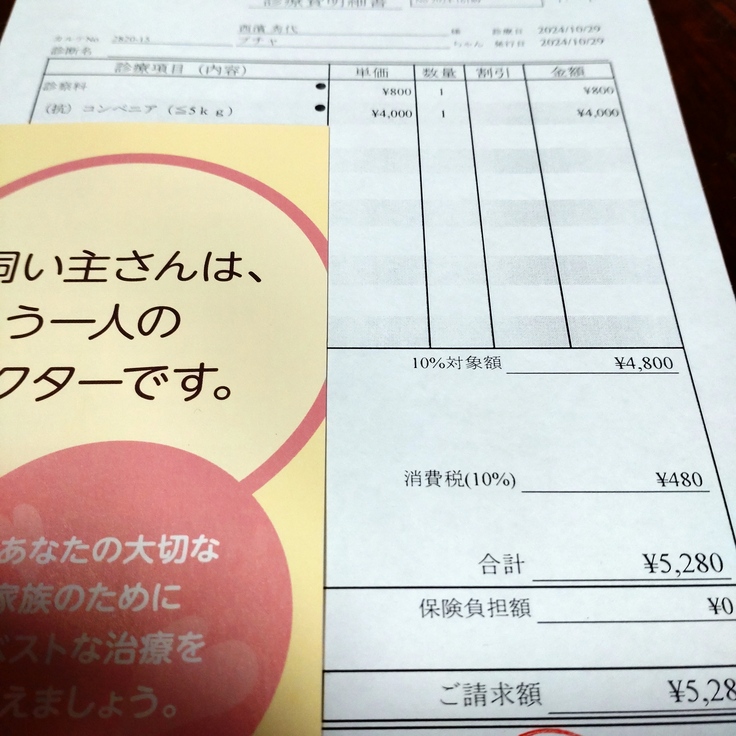 診療費明細書
西濱 秀代 様 診療日 2024/10/29
カルテNo 2820-15 プチャ ちゃん 発行日 2024/10/29
診断名
診療項目（内容） 単価 数量 割引 金額
診察料 ● ¥800 1 ¥800
(抗) コンベニア（≦5kg） ● ¥4,000 1 ¥4,000
10%対象額 ¥4,800
消費税(10%) ¥480
合計 ¥5,280
保険負担額 ¥0
ご請求額 ¥5,28
飼い主さんは、
う一人の
クターです。
あなたの大切な
家族のために
ベストな治療を
えましょう。